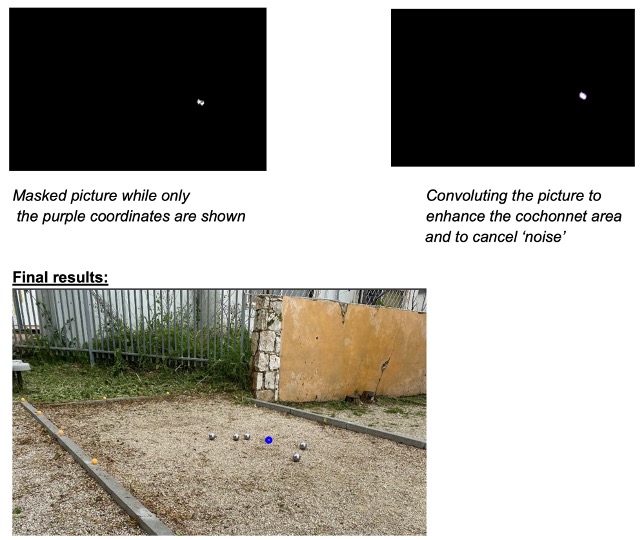 Masked picture while only
the purple coordinates are shown
Convoluting the picture to
enhance the cochonnet area
and to cancel ‘noise’
Final results: